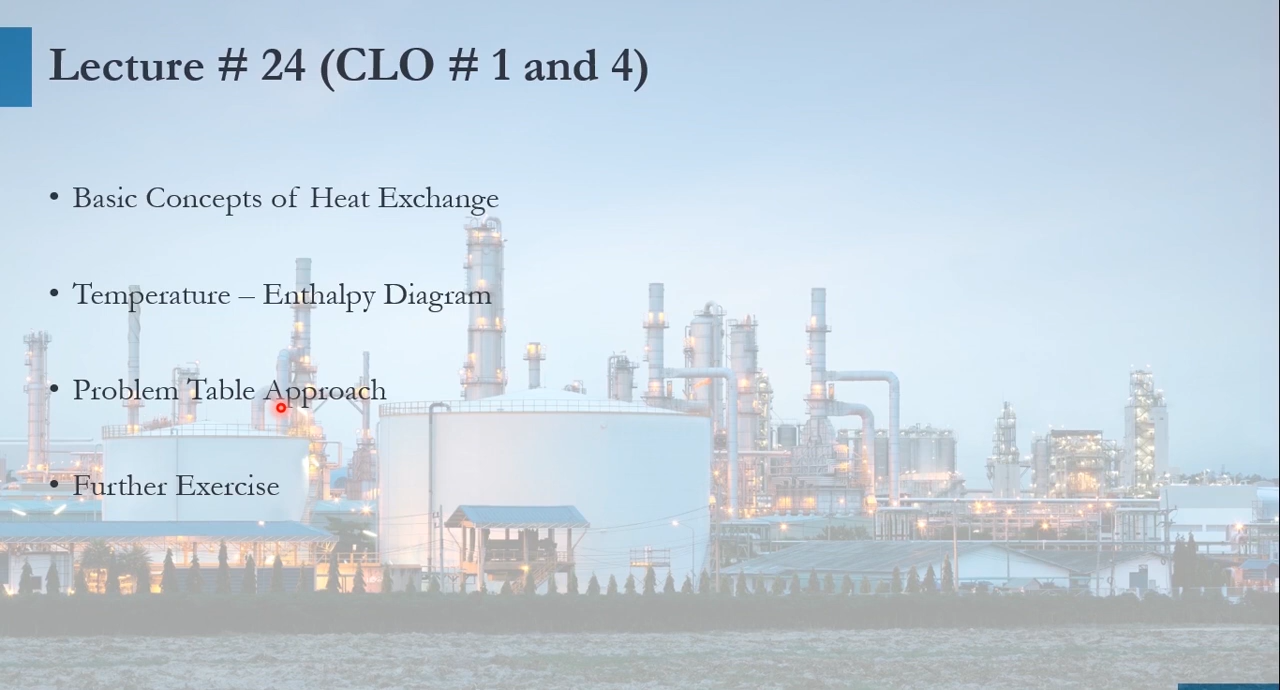 Lecture # 24 (CLO # 1 and 4)
• Basic Concepts of Heat Exchange
• Temperature – Enthalpy Diagram
• Problem Table Approach
• Further Exercise